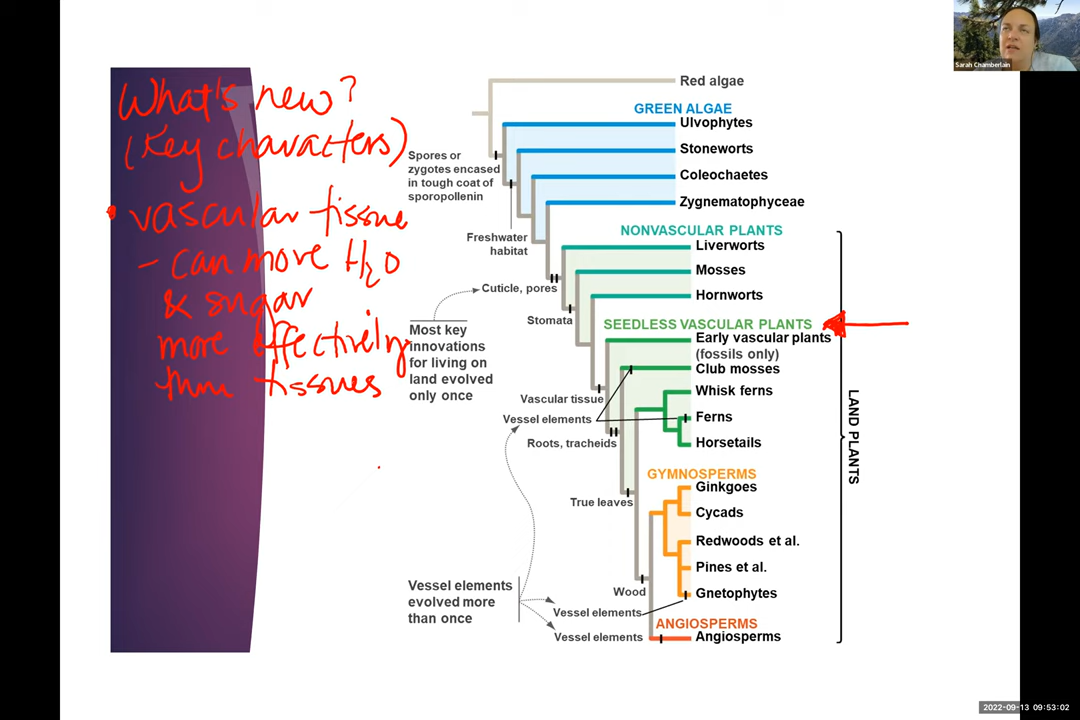 Sarah Chamberlain
What's new?
(Key characters)
• vascular tissue
- can move H2O
& sugar
more effectively
than tissues
Red algae
GREEN ALGAE
Ulvophytes
Stoneworts
Coleochaetes
Zygnematophyceae
Spores or
zygotes encased
in tough coat of
sporopollenin
Freshwater
habitat
NONVASCULAR PLANTS
Liverworts
Mosses
Hornworts
Cuticle, pores
Stomata
Most key
innovations
for living on
land evolved
only once
SEEDLESS VASCULAR PLANTS
Early vascular plants
(fossils only)
Club mosses
Whisk ferns
Ferns
Horsetails
Vascular tissue
Vessel elements
Roots, tracheids
True leaves
GYMNOSPERMS
Ginkgoes
Cycads
Redwoods et al.
Pines et al.
Gnetophytes
Wood
Vessel elements
evolved more
than once
Vessel elements
Vessel elements
ANGIOSPERMS
Angiosperms
LAND PLANTS
2022-09-13 09:53:02